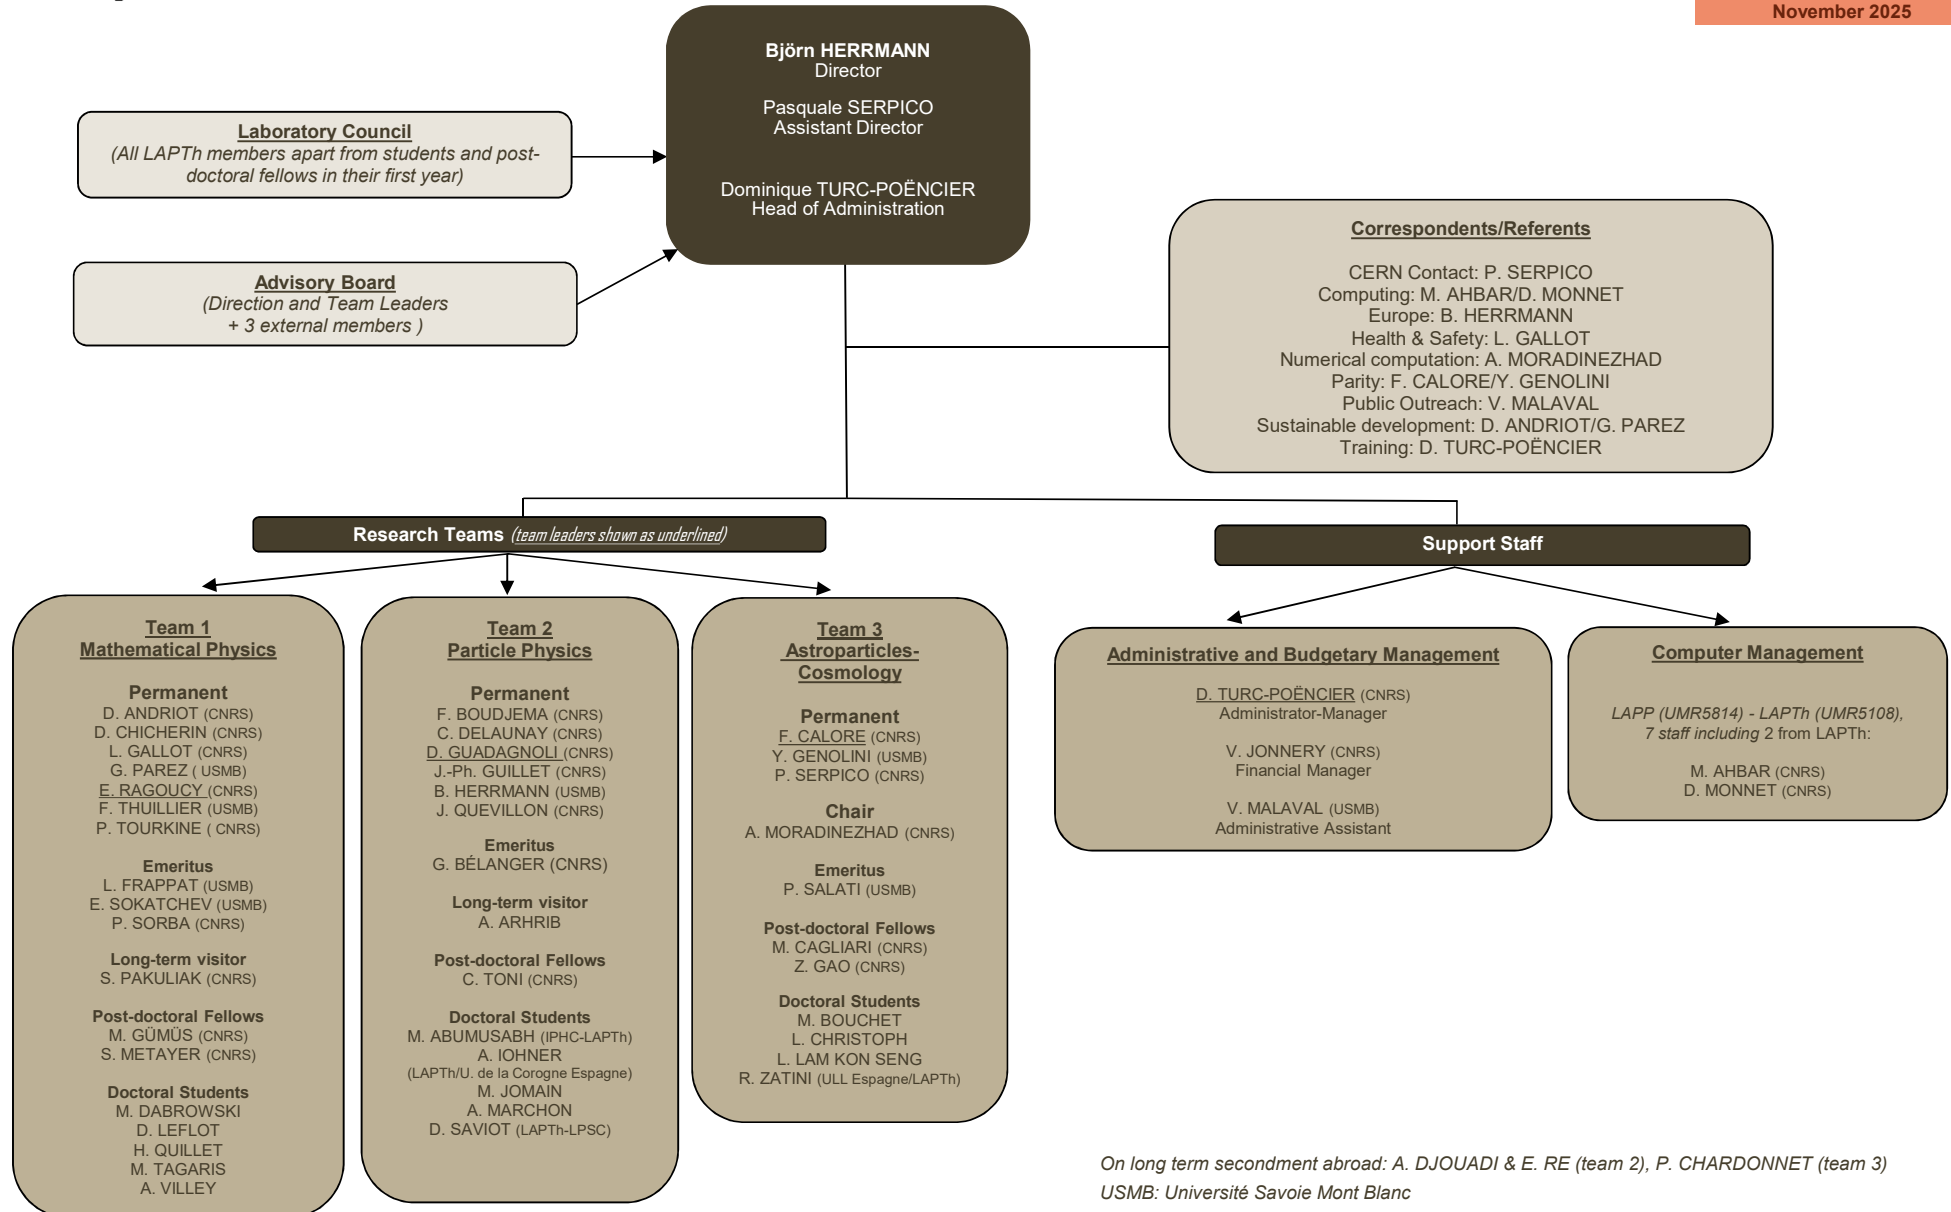 November 2025
Björn HERRMANN
Director
Pasquale SERPICO
Assistant Director
Dominique TURC-POËNCIER
Head of Administration
Laboratory Council
(All LAPTh members apart from students and post-
doctoral fellows in their first year)
Advisory Board
(Direction and Team Leaders
+ 3 external members )
Correspondents/Referents
CERN Contact: P. SERPICO
Computing: M. AHBAR/D. MONNET
Europe: B. HERRMANN
Health & Safety: L. GALLOT
Numerical computation: A. MORADINEZHAD
Parity: F. CALORE/Y. GENOLINI
Public Outreach: V. MALAVAL
Sustainable development: D. ANDRIOT/G. PAREZ
Training: D. TURC-POËNCIER
Research Teams (team leaders shown as underlined)
Support Staff
Team 1
Mathematical Physics
Permanent
D. ANDRIOT (CNRS)
D. CHICHERIN (CNRS)
L. GALLOT (CNRS)
G. PAREZ ( USMB)
E. RAGOUCY (CNRS)
F. THUILLIER (USMB)
P. TOURKINE ( CNRS)
Emeritus
L. FRAPPAT (USMB)
E. SOKATCHEV (USMB)
P. SORBA (CNRS)
Long-term visitor
S. PAKULIAK (CNRS)
Post-doctoral Fellows
M. GÜMÜS (CNRS)
S. METAYER (CNRS)
Doctoral Students
M. DABROWSKI
D. LEFLOT
H. QUILLET
M. TAGARIS
A. VILLEY
Team 2
Particle Physics
Permanent
F. BOUDJEMA (CNRS)
C. DELAUNAY (CNRS)
D. GUADAGNOLI (CNRS)
J.-Ph. GUILLET (CNRS)
B. HERRMANN (USMB)
J. QUEVILLON (CNRS)
Emeritus
G. BÉLANGER (CNRS)
Long-term visitor
A. ARHRIB
Post-doctoral Fellows
C. TONI (CNRS)
Doctoral Students
M. ABUMUSABH (IPHC-LAPTh)
A. IOHNER
(LAPTh/U. de la Corogne Espagne)
M. JOMAIN
A. MARCHON
D. SAVIOT (LAPTh-LPSC)
Team 3
Astroparticles-
Cosmology
Permanent
F. CALORE (CNRS)
Y. GENOLINI (USMB)
P. SERPICO (CNRS)
Chair
A. MORADINEZHAD (CNRS)
Emeritus
P. SALATI (USMB)
Post-doctoral Fellows
M. CAGLIARI (CNRS)
Z. GAO (CNRS)
Doctoral Students
M. BOUCHET
L. CHRISTOPH
L. LAM KON SENG
R. ZATINI (ULL Espagne/LAPTh)
Administrative and Budgetary Management
D. TURC-POËNCIER (CNRS)
Administrator-Manager
V. JONNERY (CNRS)
Financial Manager
V. MALAVAL (USMB)
Administrative Assistant
Computer Management
LAPP (UMR5814) - LAPTh (UMR5108),
7 staff including 2 from LAPTh:
M. AHBAR (CNRS)
D. MONNET (CNRS)
On long term secondment abroad: A. DJOUADI & E. RE (team 2), P. CHARDONNET (team 3)
USMB: Université Savoie Mont Blanc